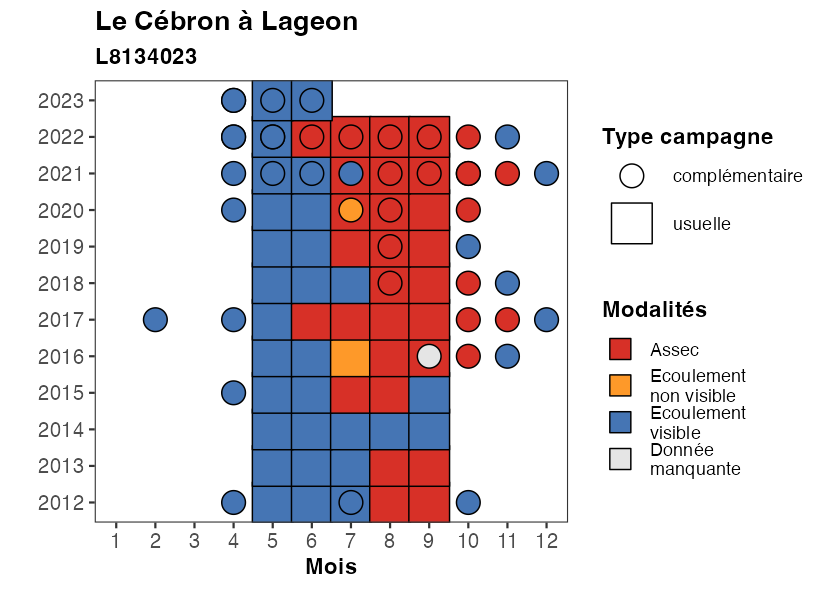 Le Cébron à Lageon
L8134023
2023
2022
2021
2020
2019
2018
2017
2016
2015
2014
2013
2012
1 2 3 4 5 6 7 8 9 10 11 12
Mois
Type campagne
complémentaire
usuelle
Modalités
Assec
Ecoulement
non visible
Ecoulement
visible
Donnée
manquante